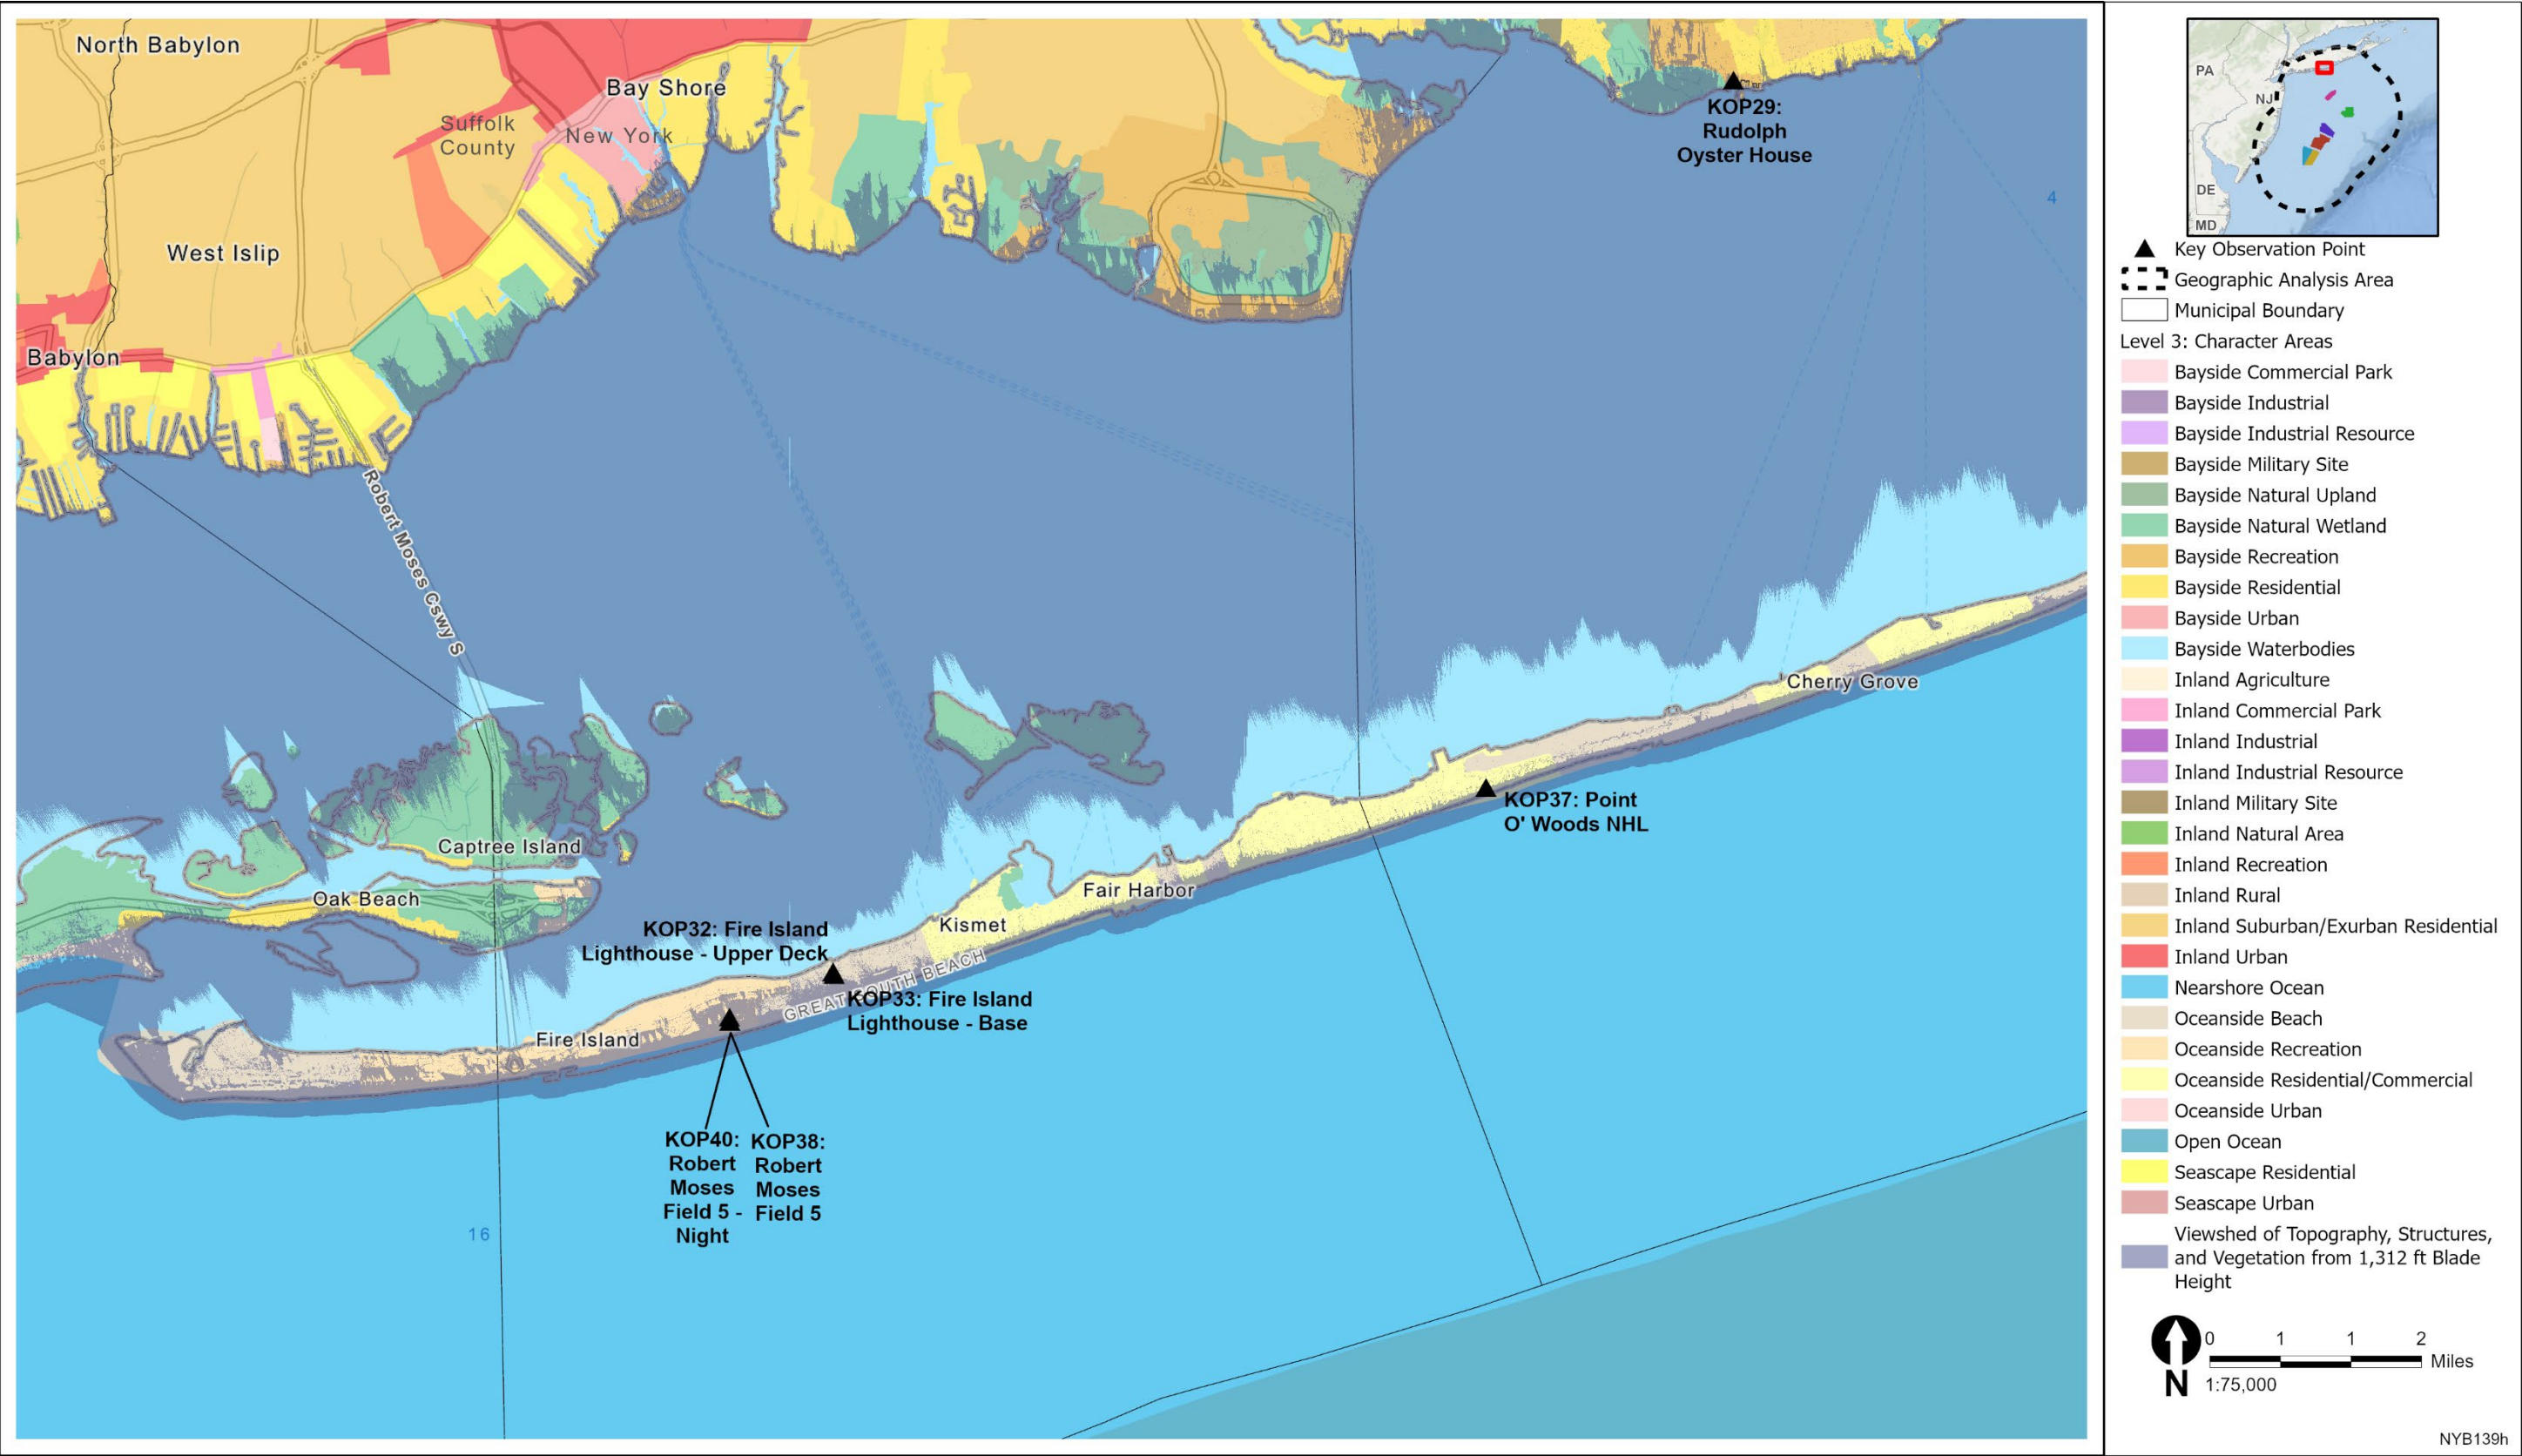 North Babylon
Bay Shore
Suffolk
County
New York
West Islip
Babylon
KOP29:
Rudolph
Oyster House
4
Robert Moses Cswy S
Cherry Grove
KOP37: Point
O' Woods NHL
Captree Island
Oak Beach
Fair Harbor
Kismet
KOP32: Fire Island
Lighthouse - Upper Deck
GREAT SOUTH BEACH
KOP33: Fire Island
Lighthouse - Base
Fire Island
KOP40:
Robert
Moses
Field 5 -
Night
KOP38:
Robert
Moses
Field 5
16
PA
NJ
DE
MD
Key Observation Point
Geographic Analysis Area
Municipal Boundary
Level 3: Character Areas
Bayside Commercial Park
Bayside Industrial
Bayside Industrial Resource
Bayside Military Site
Bayside Natural Upland
Bayside Natural Wetland
Bayside Recreation
Bayside Residential
Bayside Urban
Bayside Waterbodies
Inland Agriculture
Inland Commercial Park
Inland Industrial
Inland Industrial Resource
Inland Military Site
Inland Natural Area
Inland Recreation
Inland Rural
Inland Suburban/Exurban Residential
Inland Urban
Nearshore Ocean
Oceanside Beach
Oceanside Recreation
Oceanside Residential/Commercial
Oceanside Urban
Open Ocean
Seascape Residential
Seascape Urban
Viewshed of Topography, Structures,
and Vegetation from 1,312 ft Blade
Height
0 1 1 2
Miles
N
1:75,000
NYB139h